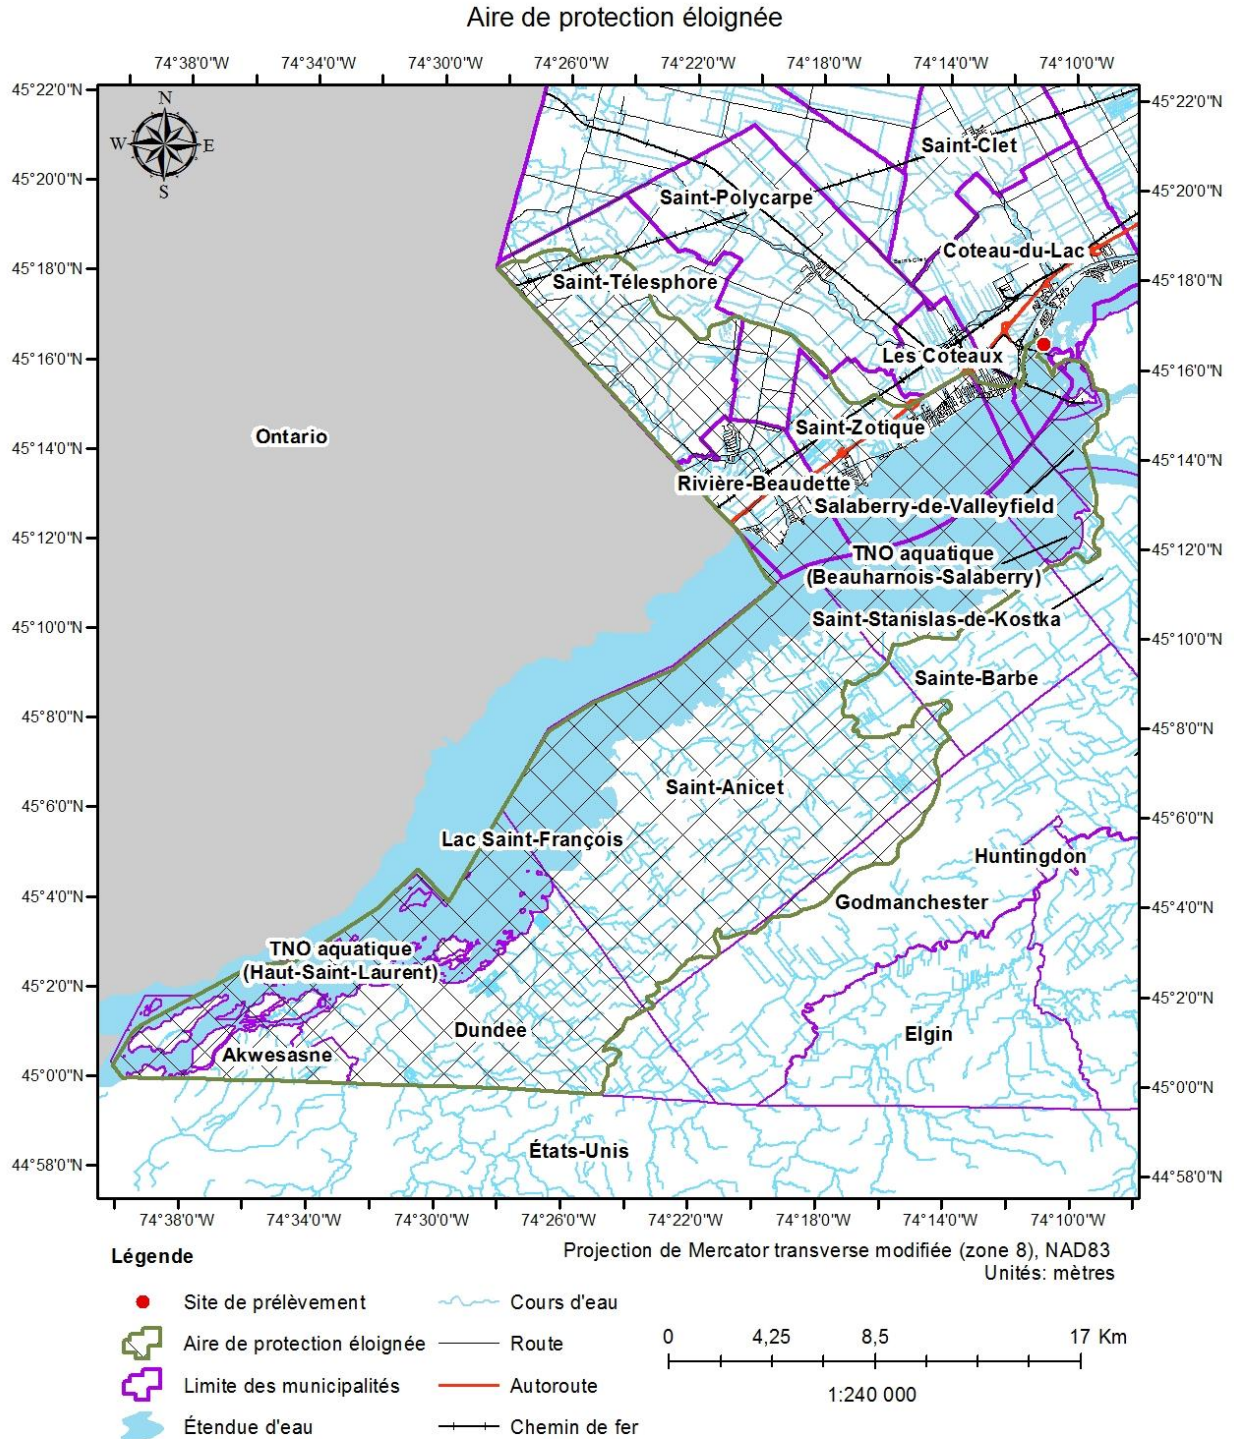 Aire de protection éloignée
74°38'0"W 74°34'0"W 74°30'0"W 74°26'0"W 74°22'0"W 74°18'0"W 74°14'0"W 74°10'0"W
45°22'0"N
45°20'0"N
45°18'0"N
45°16'0"N
45°14'0"N
45°12'0"N
45°10'0"N
45°8'0"N
45°6'0"N
45°4'0"N
45°2'0"N
45°0'0"N
44°58'0"N
N
W E
S
Saint-Clet
Saint-Polycarpe
Coteau-du-Lac
Saint-Télesphore
Les Coteaux
Ontario
Saint-Zotique
Rivière-Beaudette
Salaberry-de-Valleyfield
TNO aquatique
(Beauharnois-Salaberry)
Saint-Stanislas-de-Kostka
Sainte-Barbe
Saint-Anicet
Lac Saint-François
Huntingdon
Godmanchester
TNO aquatique
(Haut-Saint-Laurent)
Dundee
Elgin
Akwesasne
États-Unis
45°22'0"N
45°20'0"N
45°18'0"N
45°16'0"N
45°14'0"N
45°12'0"N
45°10'0"N
45°8'0"N
45°6'0"N
45°4'0"N
45°2'0"N
45°0'0"N
44°58'0"N
74°38'0"W 74°34'0"W 74°30'0"W 74°26'0"W 74°22'0"W 74°18'0"W 74°14'0"W 74°10'0"W
Légende
Site de prélèvement
Aire de protection éloignée
Limite des municipalités
Étendue d'eau
Cours d'eau
Route
Autoroute
Chemin de fer
Projection de Mercator transverse modifiée (zone 8), NAD83
Unités: mètres
0 4,25 8,5 17 Km
1:240 000